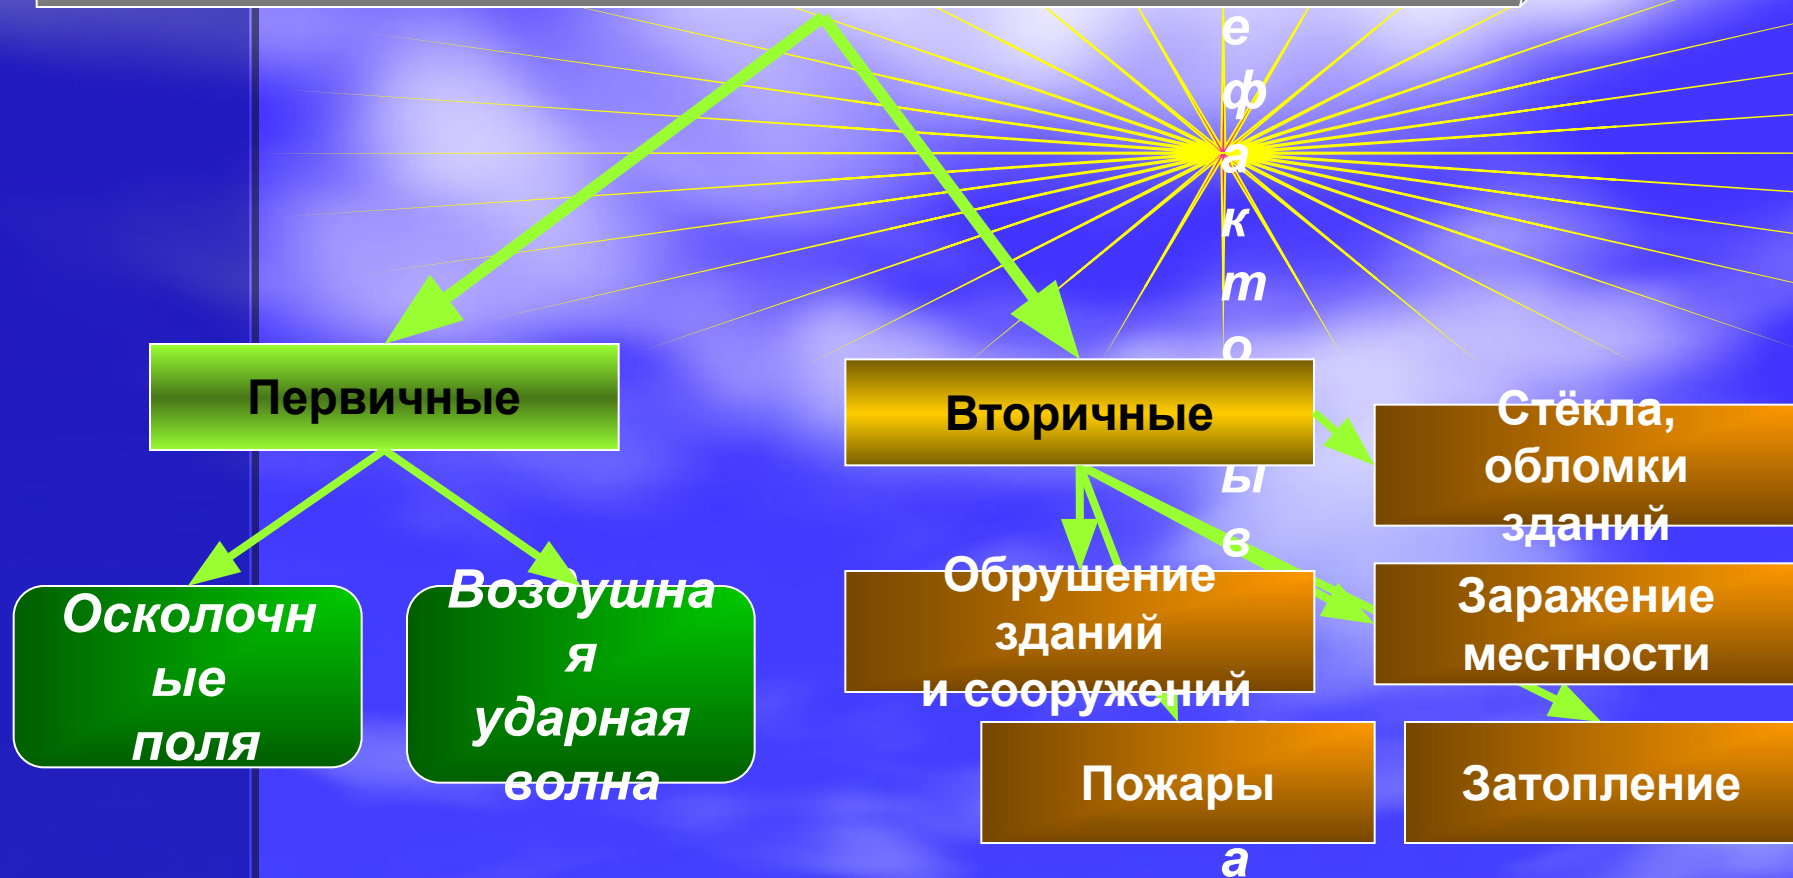 е
ф
а
к
т
о
ы
в
а
Первичные
Вторичные
Стёкла,
обломки
зданий
Осколочн
ые
поля
Воздушна
я
ударная
волна
Обрушение
зданий
и сооружений
Заражение
местности
Пожары
Затопление